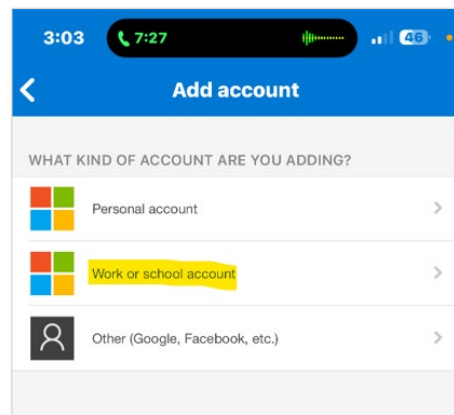 3:03 7:27 46
Add account
WHAT KIND OF ACCOUNT ARE YOU ADDING?
Personal account
Work or school account
Other (Google, Facebook, etc.)